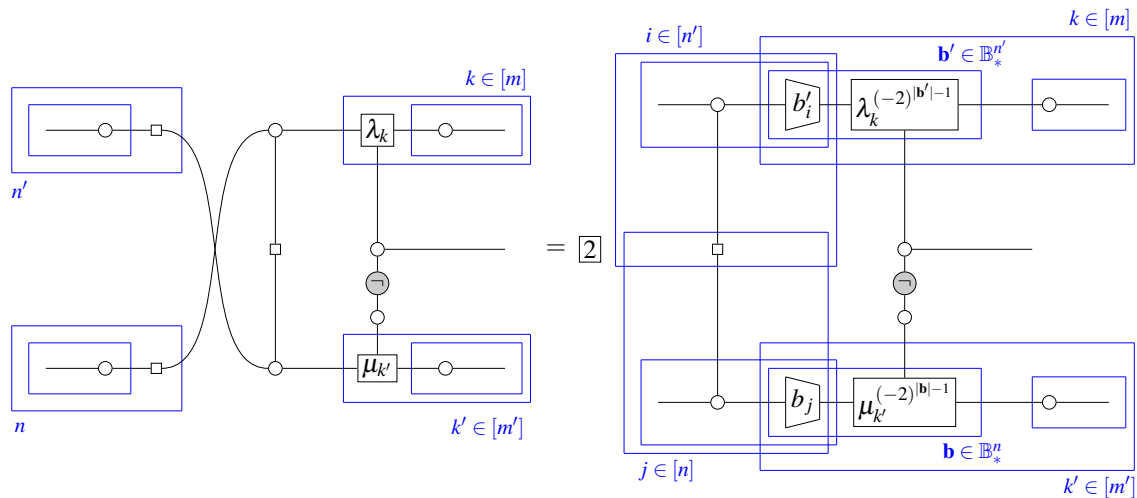 k ∈ [m]
λ_k
n′
¬
μ_{k′}
n
k′ ∈ [m′]
= 2
i ∈ [n′]
k ∈ [m]
𝐛′ ∈ 𝔹_*^{n′}
b′_i
λ_k^{(−2)^{|𝐛′|−1}}
¬
b_j
μ_{k′}^{(−2)^{|𝐛|−1}}
𝐛 ∈ 𝔹_*^n
j ∈ [n]
k′ ∈ [m′]